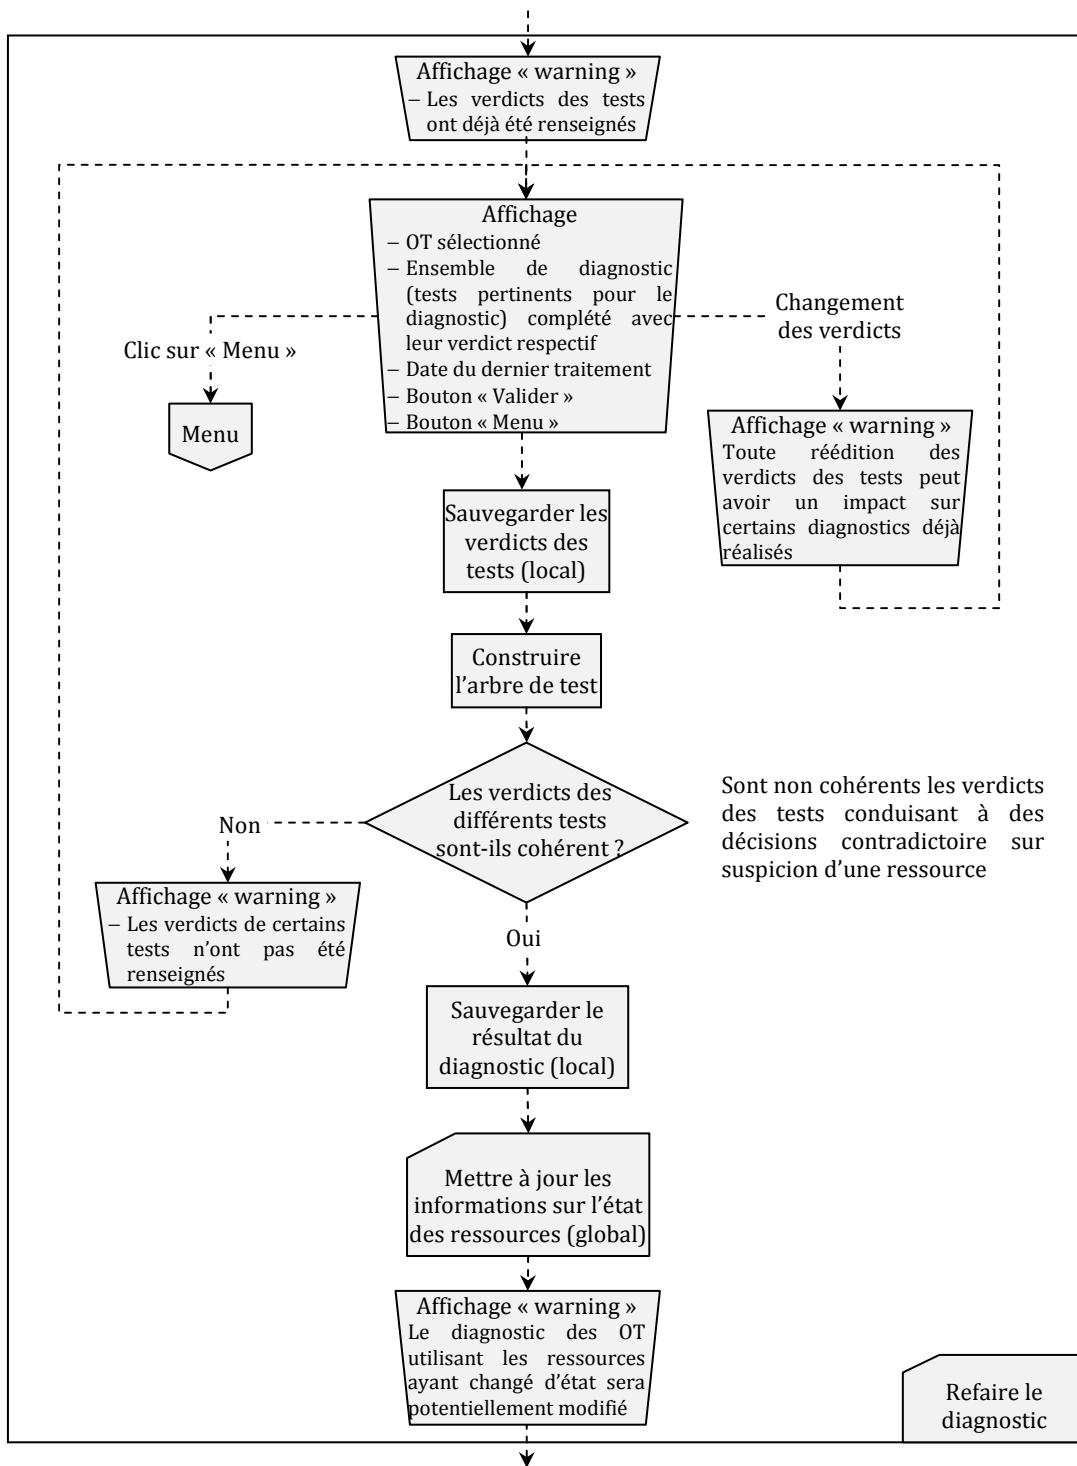 Affichage « warning »
– Les verdicts des tests
ont déjà été renseignés
Affichage
– OT sélectionné
– Ensemble de diagnostic
(tests pertinents pour le
diagnostic) complété avec
leur verdict respectif
– Date du dernier traitement
– Bouton « Valider »
– Bouton « Menu »
Clic sur « Menu »
Menu
Changement
des verdicts
Affichage « warning »
Toute réédition des
verdicts des tests peut
avoir un impact sur
certains diagnostics déjà
réalisés
Sauvegarder les
verdicts des
tests (local)
Construire
l’arbre de test
Les verdicts des
différents tests
sont-ils cohérent ?
Sont non cohérents les verdicts
des tests conduisant à des
décisions contradictoire sur
suspicion d’une ressource
Non
Affichage « warning »
– Les verdicts de certains
tests n’ont pas été
renseignés
Oui
Sauvegarder le
résultat du
diagnostic (local)
Mettre à jour les
informations sur l’état
des ressources (global)
Affichage « warning »
Le diagnostic des OT
utilisant les ressources
ayant changé d’état sera
potentiellement modifié
Refaire le
diagnostic